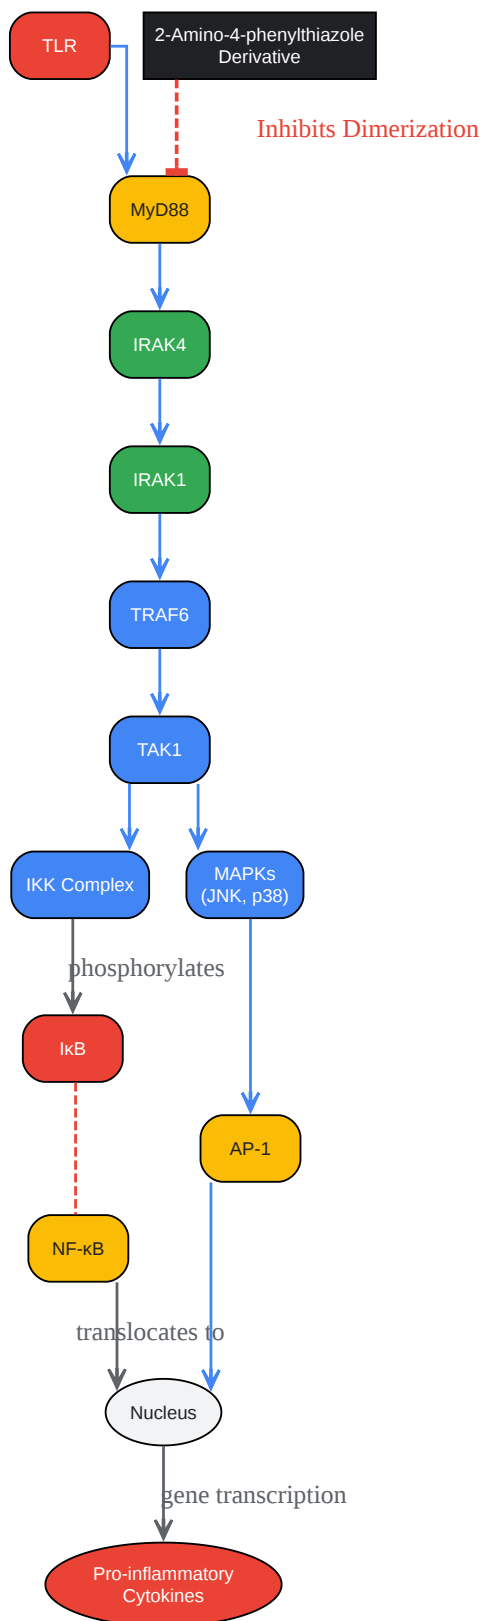 TLR
2-Amino-4-phenylthiazole
Derivative
Inhibits Dimerization
MyD88
IRAK4
IRAK1
TRAF6
TAK1
IKK Complex
MAPKs
(JNK, p38)
phosphorylates
IκB
AP-1
NF-κB
translocates to
Nucleus
gene transcription
Pro-inflammatory
Cytokines